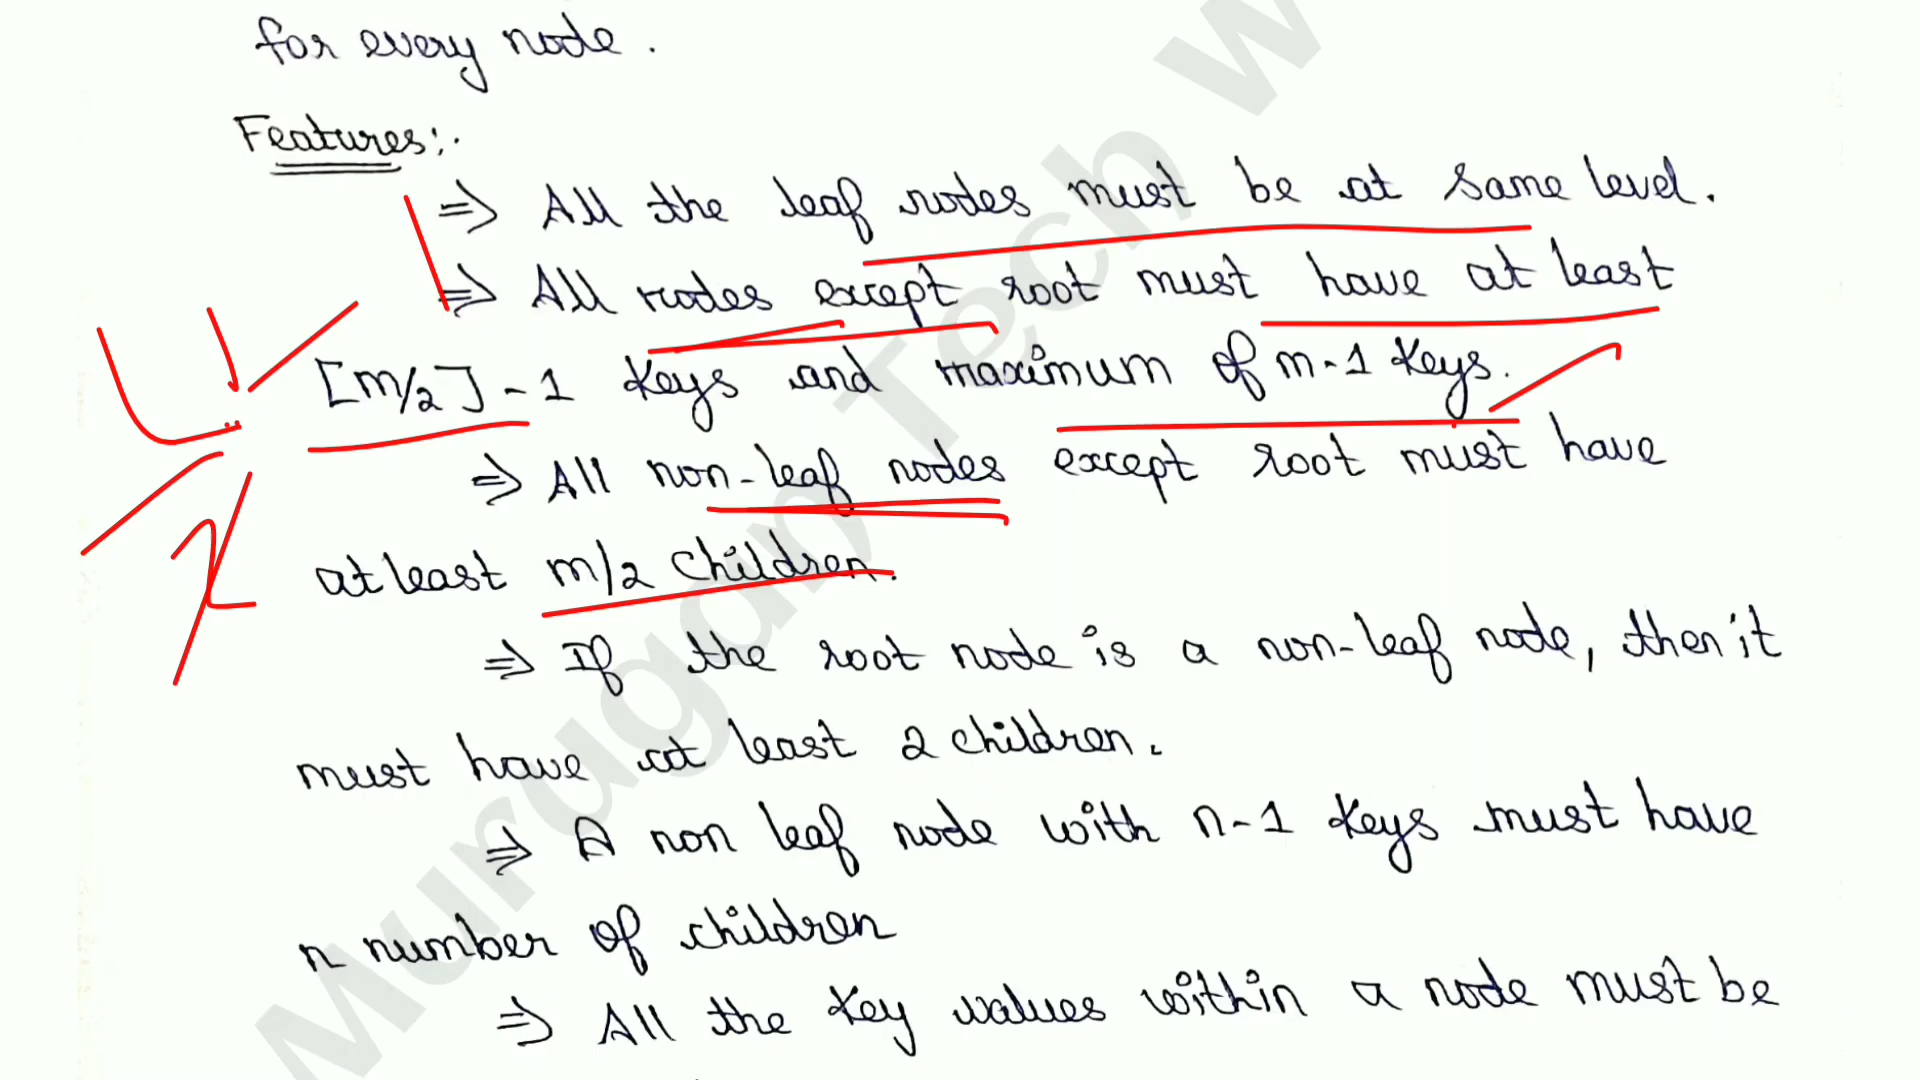 for every node.
Features:.
⇒ All the leaf nodes must be at same level.
⇒ All nodes except root must have at least
[m/2] - 1 Keys and maximum of m-1 Keys.
⇒ All non-leaf nodes except root must have
at least m/2 children.
⇒ If the root node is a non-leaf node, then it
must have at least 2 children.
⇒ A non leaf node with n-1 Keys must have
n number of children
⇒ All the Key values within a node must be
Murugan Tech W